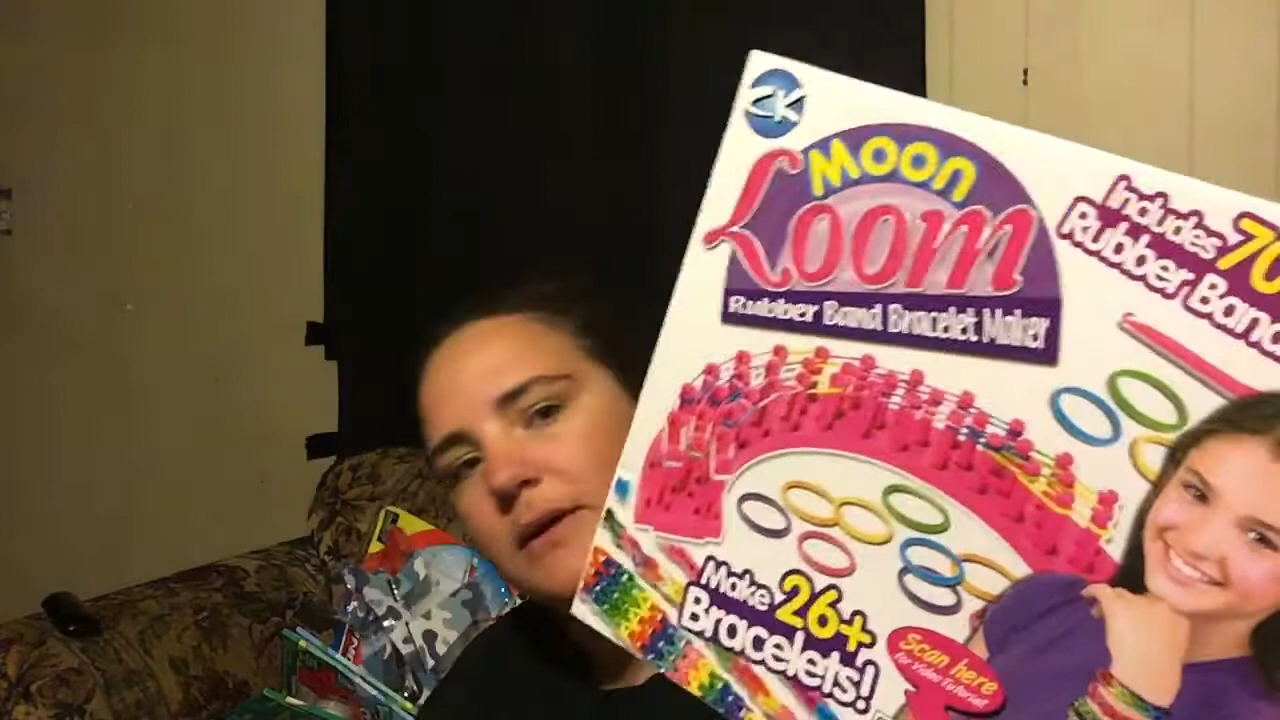 CK
MOON
Loom
Rubber Band Bracelet Maker
Includes 70
Rubber Band
Make 26+
Bracelets!
Scan here
for Video Tutorial!